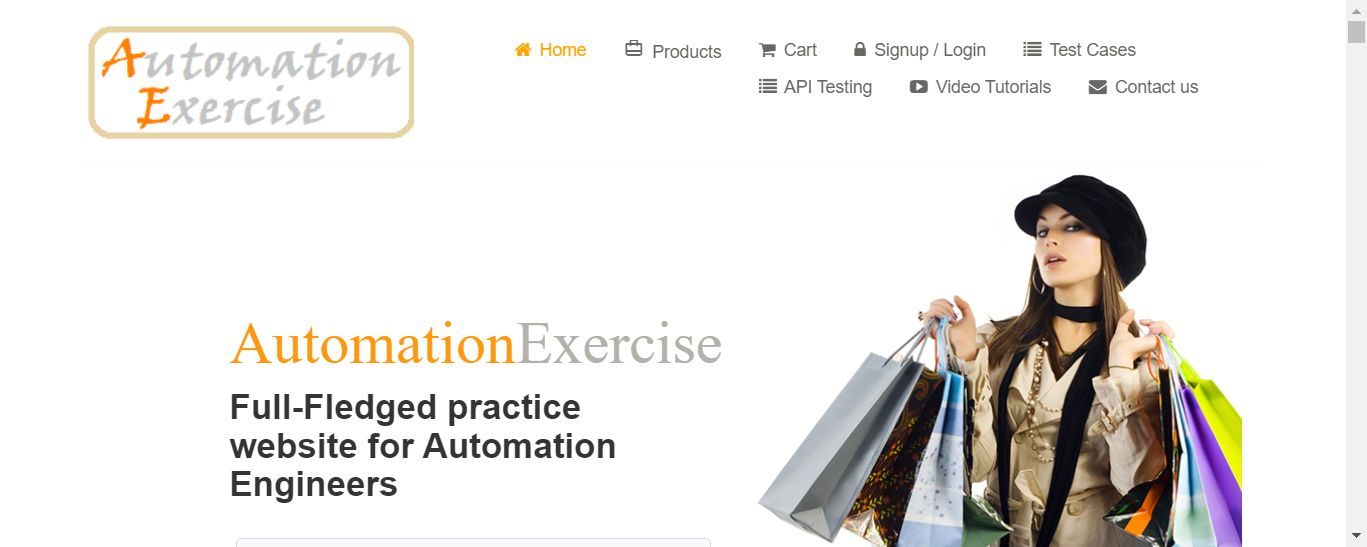 Automation
Exercise
Home Products Cart Signup / Login Test Cases
API Testing Video Tutorials Contact us
AutomationExercise
Full-Fledged practice
website for Automation
Engineers